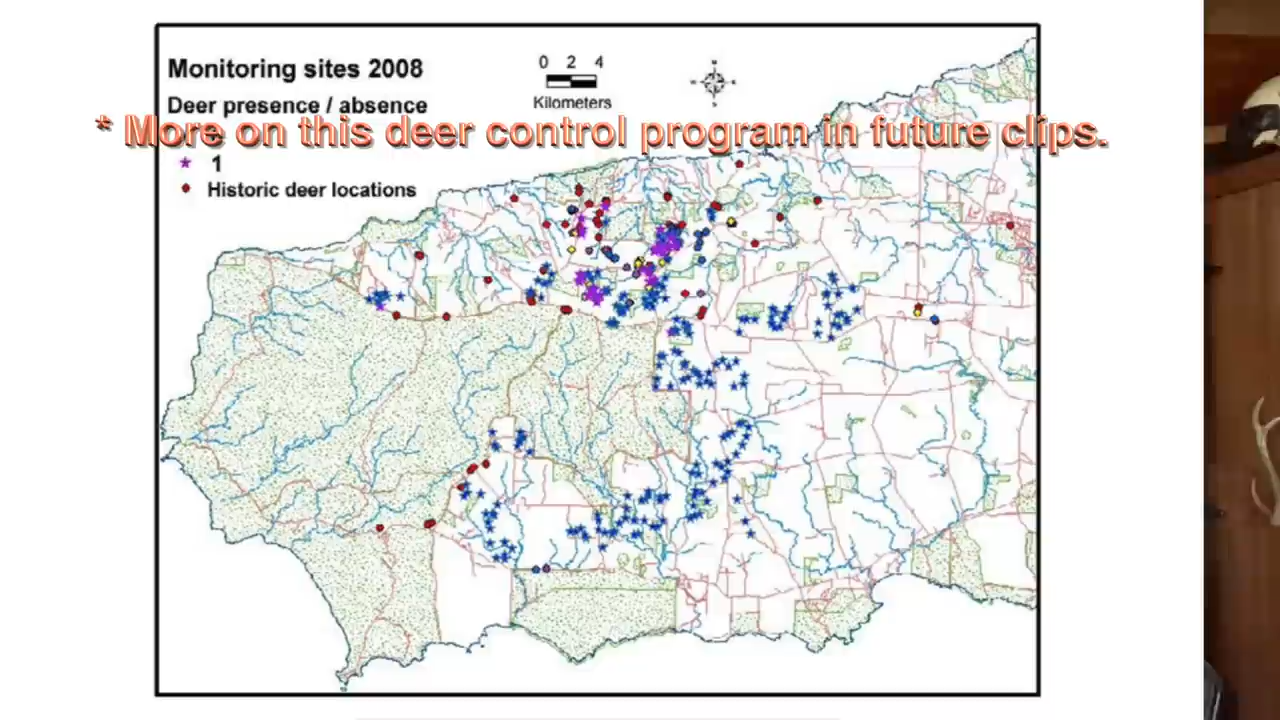 Monitoring sites 2008
0 2 4
Kilometers
Deer presence / absence
* More on this deer control program in future clips.
1
Historic deer locations